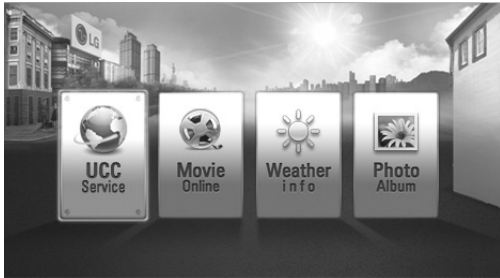 LG
UCC
Service
Movie
Online
Weather
info
Photo
Album